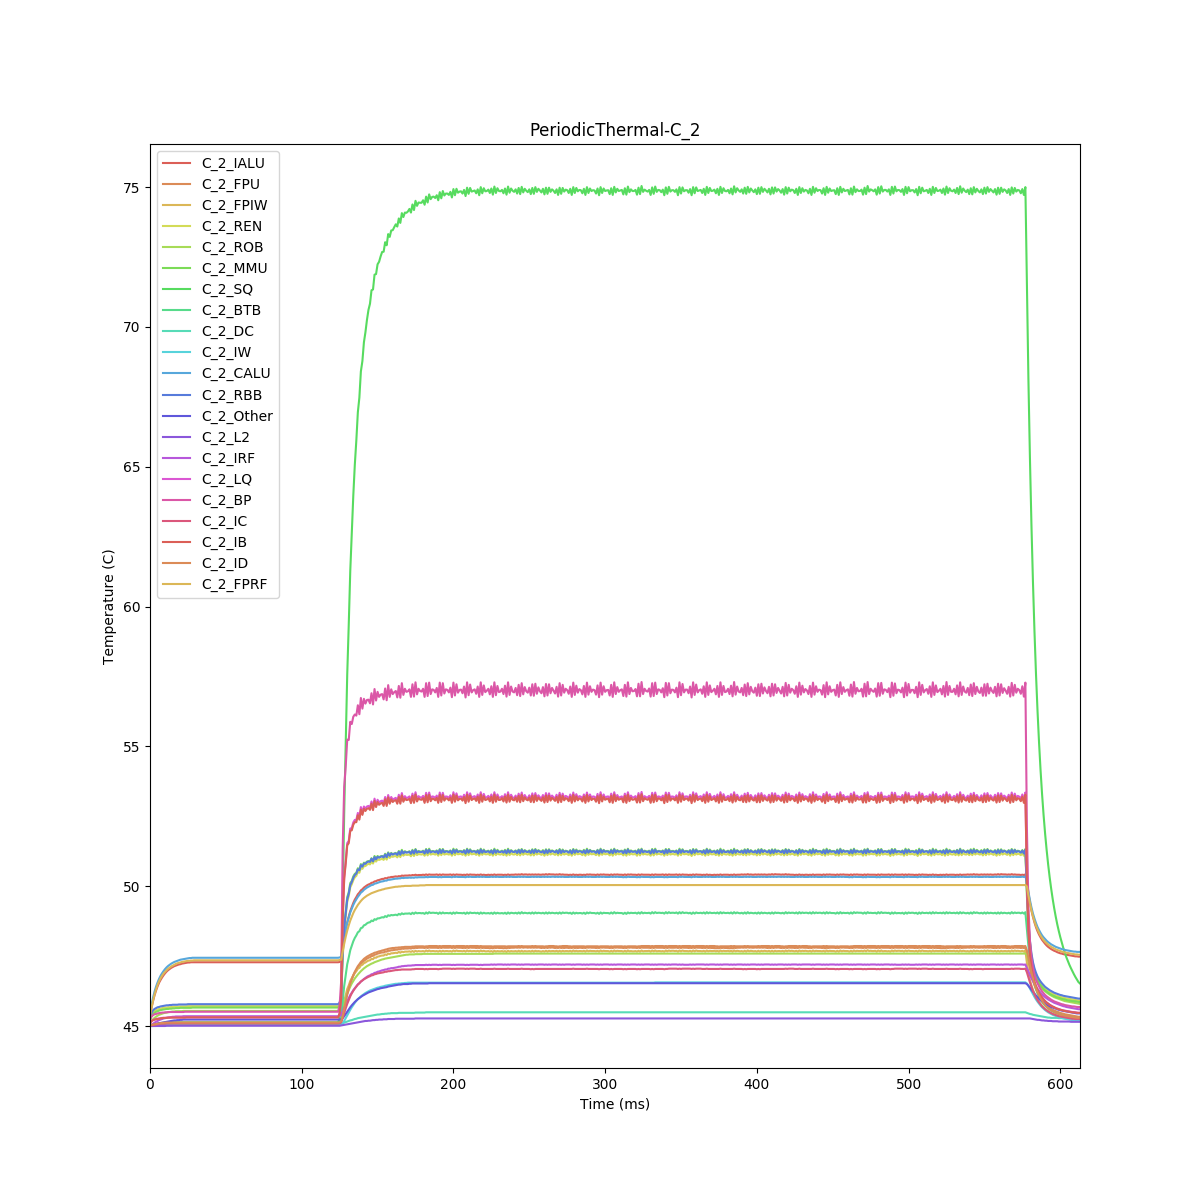 PeriodicThermal-C_2
C_2_IALU
C_2_FPU
C_2_FPIW
C_2_REN
C_2_ROB
C_2_MMU
C_2_SQ
C_2_BTB
C_2_DC
C_2_IW
C_2_CALU
C_2_RBB
C_2_Other
C_2_L2
C_2_IRF
C_2_LQ
C_2_BP
C_2_IC
C_2_IB
C_2_ID
C_2_FPRF
75
70
65
60
55
50
45
Temperature (C)
0 100 200 300 400 500 600
Time (ms)